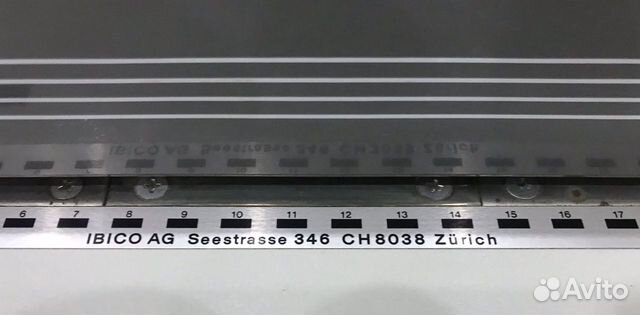 6 7 8 9 10 11 12 13 14 15 16 17
IBICO AG Seestrasse 346 CH8038 Zürich
Avito